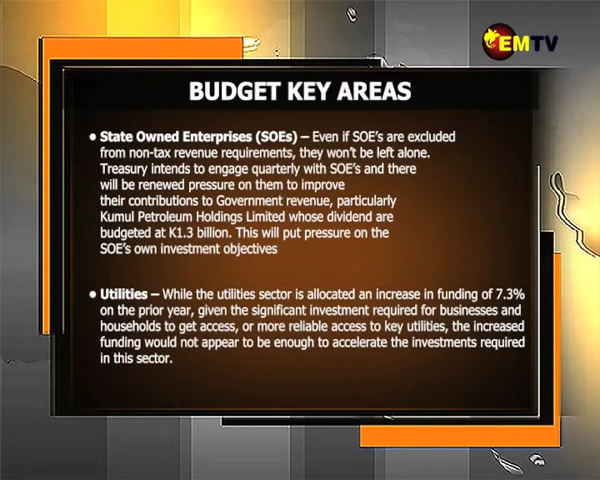 EMTV
BUDGET KEY AREAS
• State Owned Enterprises (SOEs) – Even if SOE's are excluded
from non-tax revenue requirements, they won't be left alone.
Treasury intends to engage quarterly with SOE's and there
will be renewed pressure on them to improve
their contributions to Government revenue, particularly
Kumul Petroleum Holdings Limited whose dividend are
budgeted at K1.3 billion. This will put pressure on the
SOE's own investment objectives
• Utilities – While the utilities sector is allocated an increase in funding of 7.3%
on the prior year, given the significant investment required for businesses and
households to get access, or more reliable access to key utilities, the increased
funding would not appear to be enough to accelerate the investments required
in this sector.